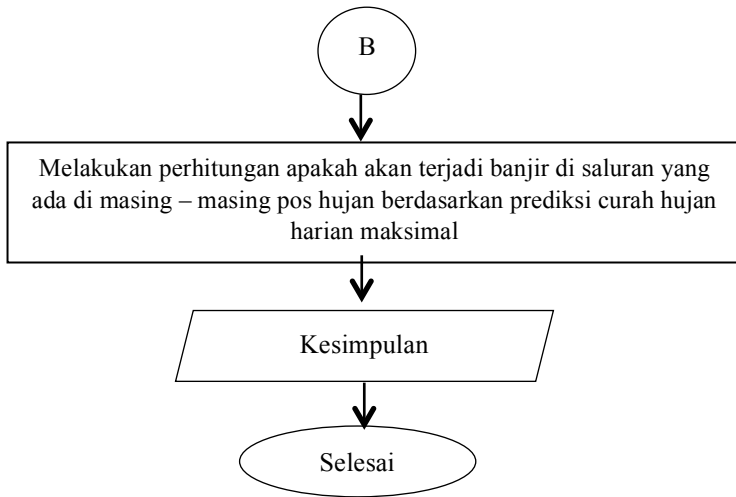 B
Melakukan perhitungan apakah akan terjadi banjir di saluran yang
ada di masing – masing pos hujan berdasarkan prediksi curah hujan
harian maksimal
Kesimpulan
Selesai